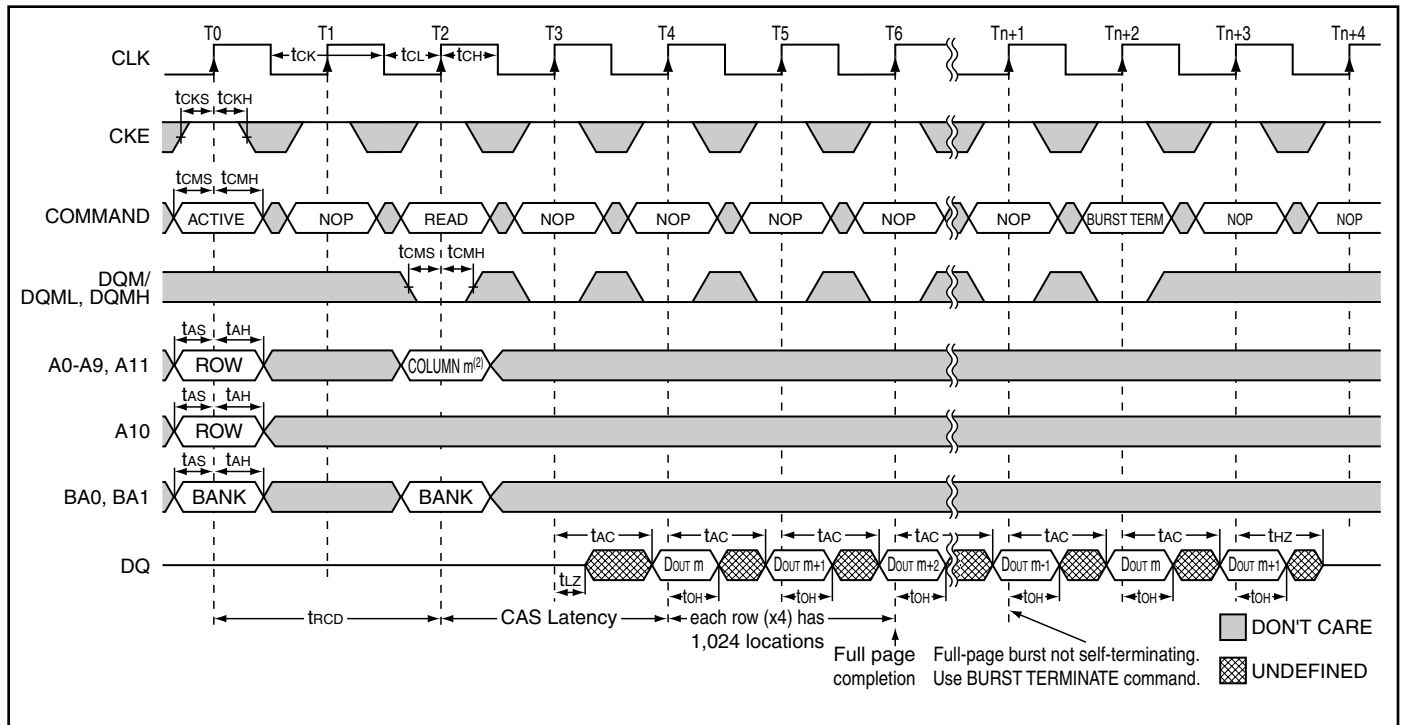 T0 T1 T2 T3 T4 T5 T6 Tn+1 Tn+2 Tn+3 Tn+4
CLK
tCK tCL tCH
tCKS tCKH
CKE
tCMS tCMH
COMMAND
ACTIVE NOP READ NOP NOP NOP NOP NOP BURST TERM NOP NOP
tCMS tCMH
DQM/
DQML, DQMH
tAS tAH
A0-A9, A11
ROW COLUMN m(2)
tAS tAH
A10
ROW
tAS tAH
BA0, BA1
BANK BANK
tAC tAC tAC tAC tAC tAC tHZ
DQ
DOUT m DOUT m+1 DOUT m+2 DOUT m-1 DOUT m DOUT m+1
tLZ tOH tOH tOH tOH tOH tOH
tRCD CAS Latency each row (x4) has
1,024 locations
Full page
completion
Full-page burst not self-terminating.
Use BURST TERMINATE command.
DON'T CARE
UNDEFINED